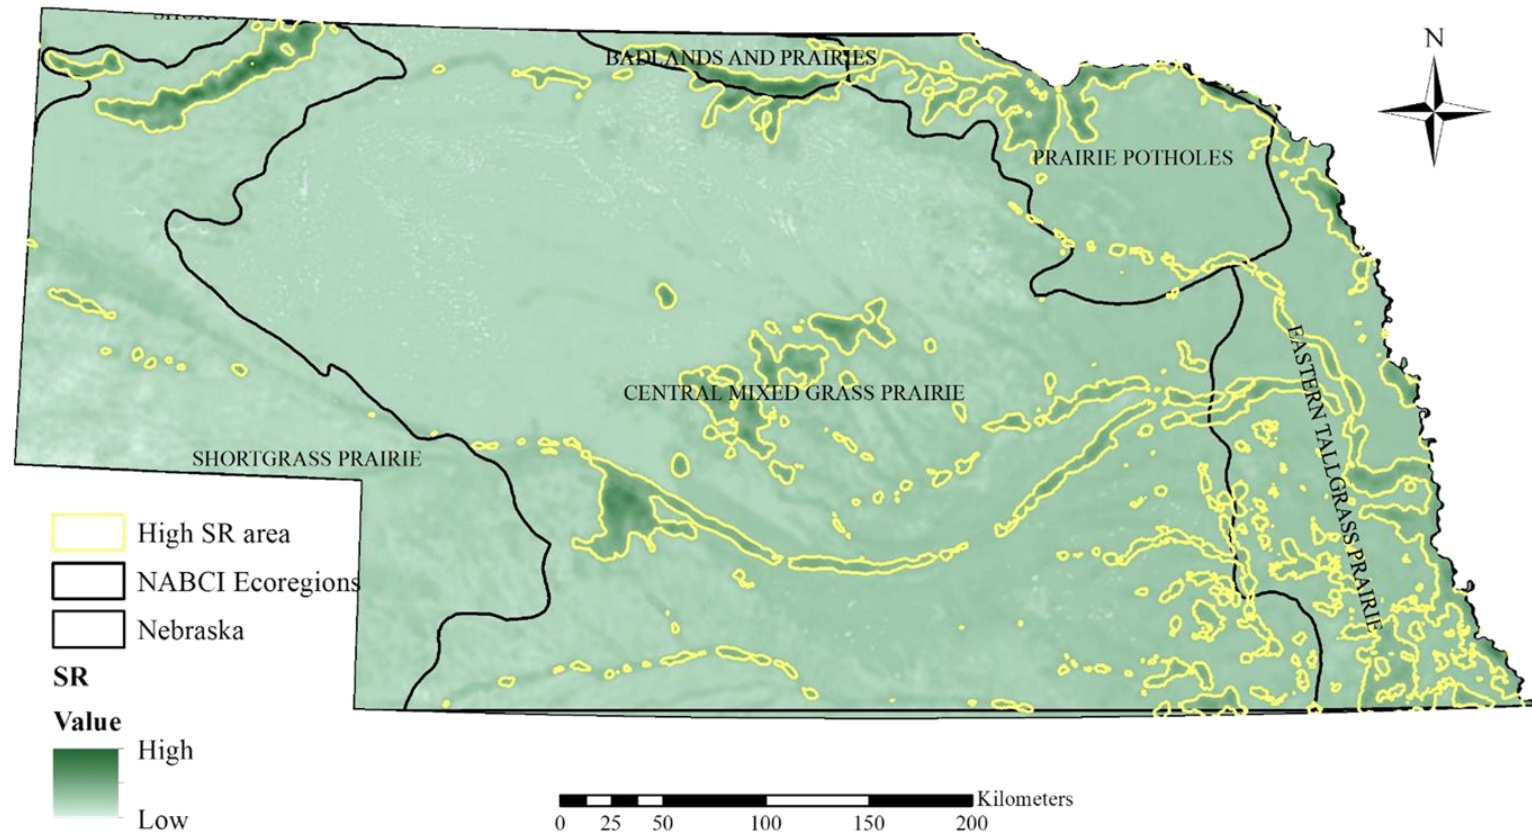 BADLANDS AND PRAIRIES
N
PRAIRIE POTHOLES
CENTRAL MIXED GRASS PRAIRIE
EASTERN TALLGRASS PRAIRIE
SHORTGRASS PRAIRIE
High SR area
NABCI Ecoregions
Nebraska
SR
Value
High
Low
Kilometers
0 25 50 100 150 200